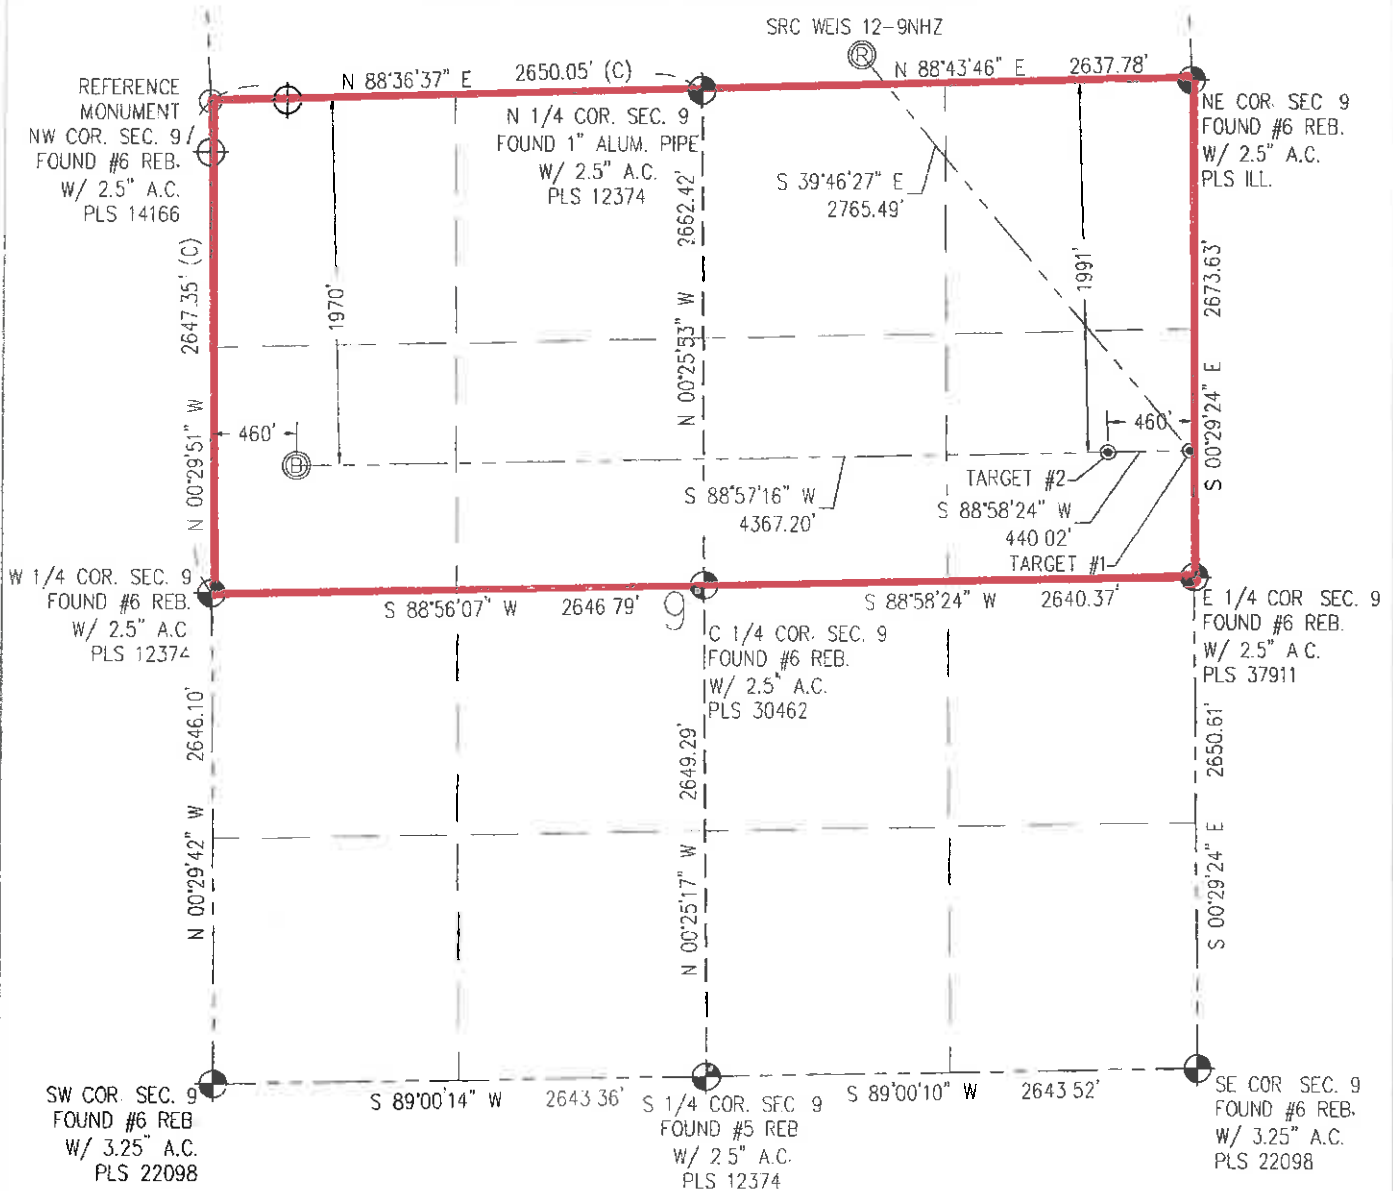 SRC WEIS 12-9NHZ
R
N 88°36'37" E
2650.05' (C)
N 88°43'46" E
2637.78'
REFERENCE
MONUMENT
NW COR. SEC. 9/
FOUND #6 REB.
W/ 2.5" A.C.
PLS 14166
N 1/4 COR. SEC. 9
FOUND 1" ALUM. PIPE
W/ 2.5" A.C.
PLS 12374
NE COR. SEC 9
FOUND #6 REB.
W/ 2.5" A.C.
PLS ILL.
S 39°46'27" E
2765.49'
2647.35' (C)
N 00°29'51" W
1970'
2662.42'
N 00°25'53" W
1991'
2673.63'
S 00°29'24" E
460'
B
460'
TARGET #2
S 88°57'16" W
4367.20'
S 88°58'24" W
440 02'
TARGET #1
W 1/4 COR. SEC. 9
FOUND #6 REB.
W/ 2.5" A.C
PLS 12374
S 88°56'07" W
2646 79'
9
S 88°58'24" W
2640.37'
E 1/4 COR SEC. 9
FOUND #6 REB.
W/ 2.5" A C.
PLS 37911
C 1/4 COR. SEC. 9
FOUND #6 REB.
W/ 2.5" A.C.
PLS 30462
2646.10'
N 00°29'42" W
2649.29'
N 00°25'17" W
2650.61'
S 00°29'24" E
SW COR. SEC. 9
FOUND #6 REB
W/ 3.25" A.C.
PLS 22098
S 89°00'14" W
2643 36'
S 1/4 COR. SEC 9
FOUND #5 REB
W/ 2 5" A.C.
PLS 12374
S 89°00'10" W
2643 52'
SE COR SEC. 9
FOUND #6 REB.
W/ 3.25" A.C.
PLS 22098